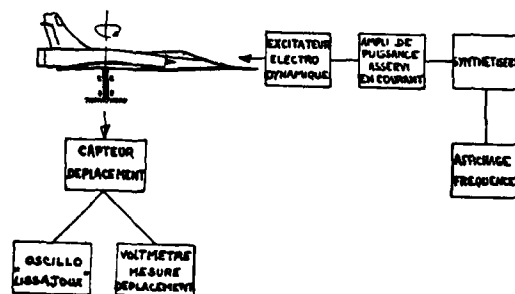 EXCITATEUR
ELECTRO
DYNAMIQUE
AMPLI DE
PUISSANCE
ASSERVI
EN COURANT
SYNTHETISEUR
AFFICHAGE
FREQUENCE
CAPTEUR
DEPLACEMENT
OSCILLO
"LISSAJOUS"
VOLTMETRE
MESURE
DEPLACEMENT